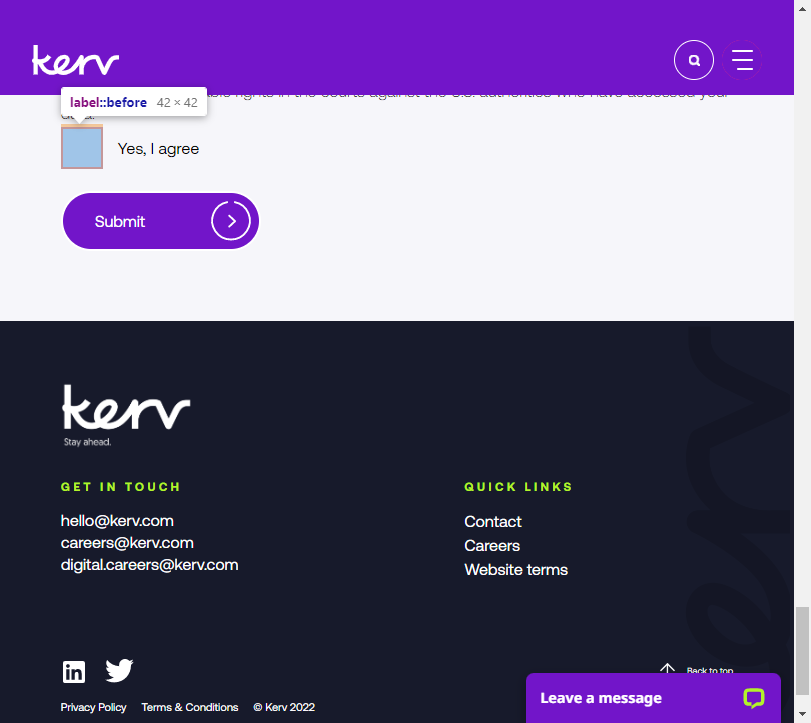 kerv
rights in the courts against the U.S. authorities who have accessed your
data.
label::before 42 × 42
Yes, I agree
Submit
kerv
Stay ahead.
GET IN TOUCH
QUICK LINKS
hello@kerv.com
careers@kerv.com
digital.careers@kerv.com
Contact
Careers
Website terms
kerv
Back to top
Privacy Policy Terms & Conditions © Kerv 2022
Leave a message